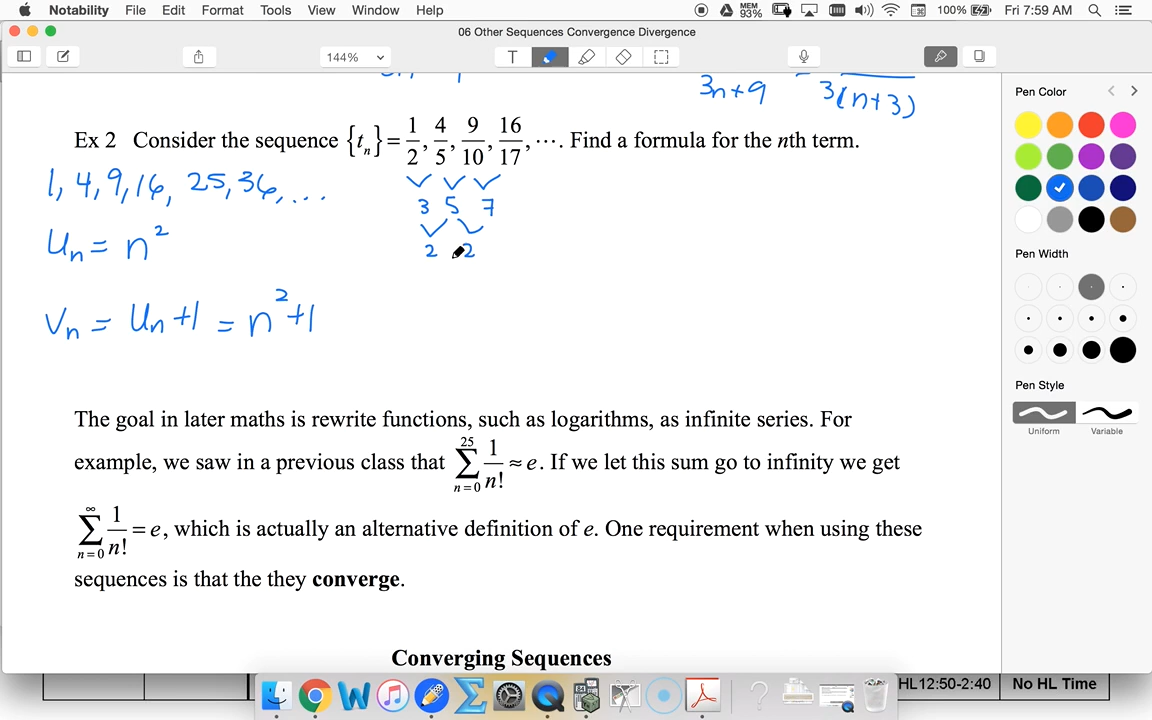 Notability File Edit Format Tools View Window Help MEM 93% 100% Fri 7:59 AM
06 Other Sequences Convergence Divergence
144% T
3n+9 = 3(n+3)
Pen Color
Ex 2 Consider the sequence {tₙ} = 1/2, 4/5, 9/10, 16/17, ⋯. Find a formula for the nth term.
1, 4, 9, 16, 25, 36, ...
3 5 7
uₙ = n²
2 2
Pen Width
vₙ = uₙ+1 = n²+1
Pen Style
Uniform Variable
The goal in later maths is rewrite functions, such as logarithms, as infinite series. For
example, we saw in a previous class that ∑_{n=0}^{25} 1/n! ≈ e. If we let this sum go to infinity we get
∑_{n=0}^{∞} 1/n! = e, which is actually an alternative definition of e. One requirement when using these
sequences is that the they converge.
Converging Sequences
HL12:50-2:40 No HL Time